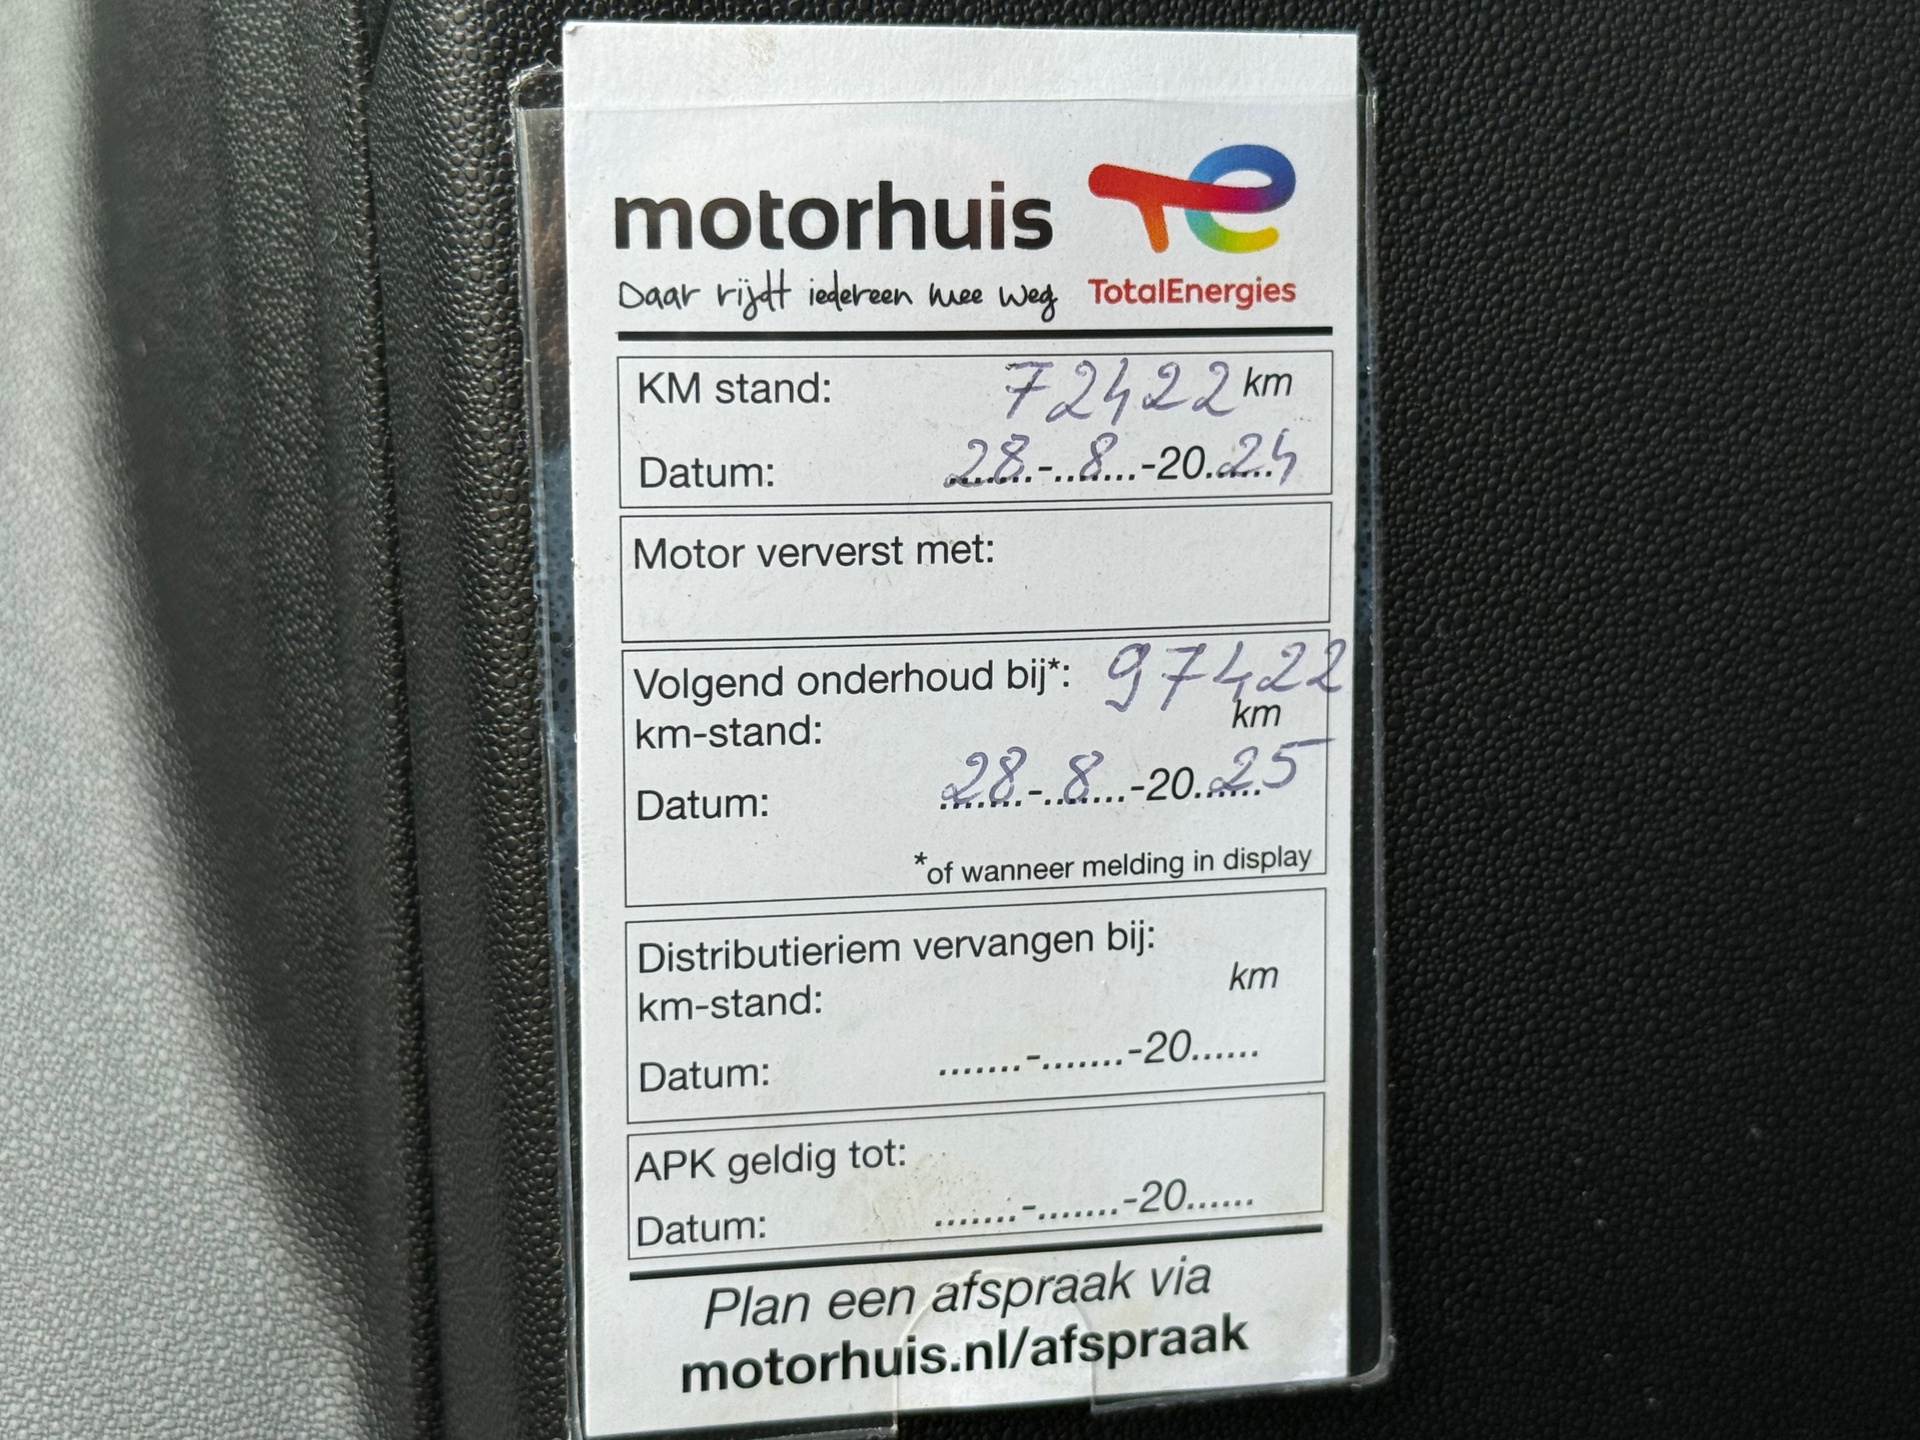 motorhuis
Daar rijdt iedereen mee weg
TotalEnergies
KM stand: 72422 km
Datum: 28-8-2024
Motor ververst met:
Volgend onderhoud bij*: 97422
km-stand: km
Datum: 28-8-2025
*of wanneer melding in display
Distributieriem vervangen bij:
km-stand: km
Datum: .......-.......-20......
APK geldig tot:
Datum: .......-.......-20......
Plan een afspraak via
motorhuis.nl/afspraak